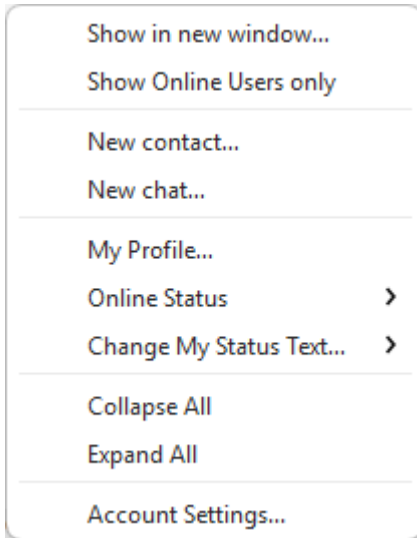 Show in new window...
Show Online Users only
New contact...
New chat...
My Profile...
Online Status
Change My Status Text...
Collapse All
Expand All
Account Settings...